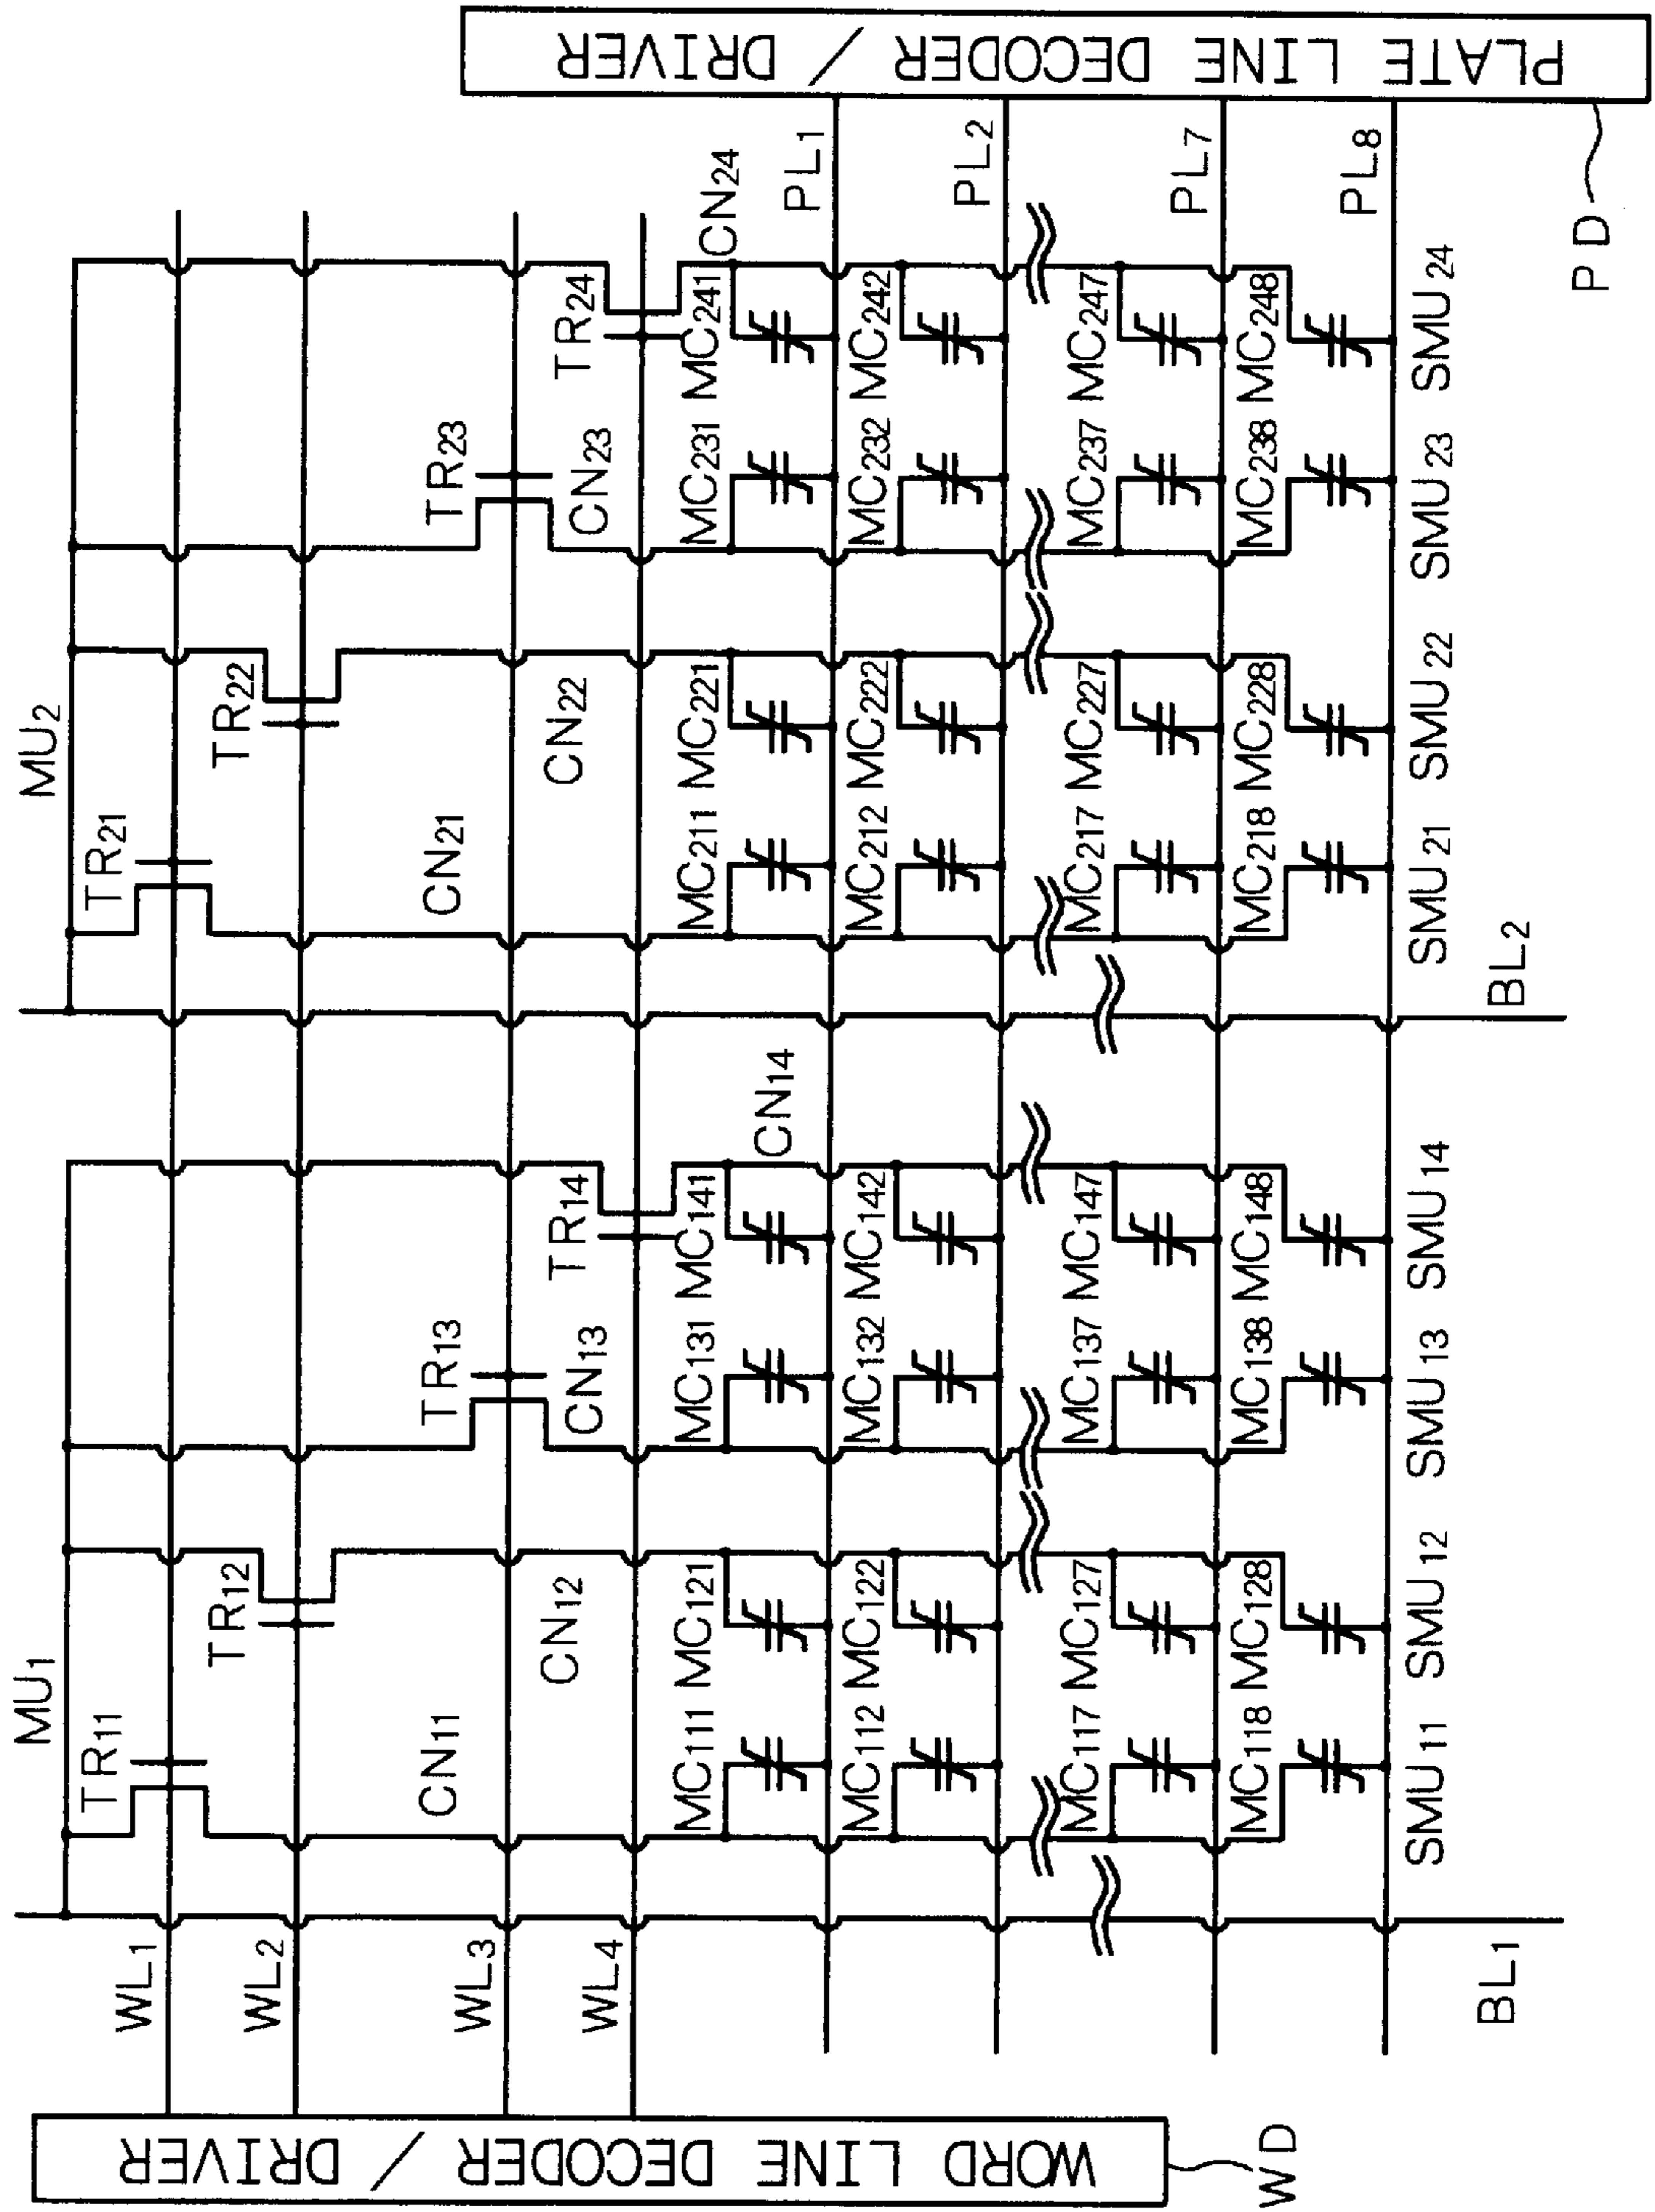 MU1
MU2
WL1
WL2
WL3
WL4
TR11
TR12
TR13
TR14
TR21
TR22
TR23
TR24
CN11
CN12
CN13
CN14
CN21
CN22
CN23
CN24
MC111 MC121 MC131 MC141 MC211 MC221 MC231 MC241 PL1
MC112 MC122 MC132 MC142 MC212 MC222 MC232 MC242 PL2
MC117 MC127 MC137 MC147 MC217 MC227 MC237 MC247 PL7
MC118 MC128 MC138 MC148 MC218 MC228 MC238 MC248 PL8
SMU11 SMU12 SMU13 SMU14 SMU21 SMU22 SMU23 SMU24
BL1
BL2
WORD LINE DECODER / DRIVER
WD
PLATE LINE DECODER / DRIVER
PD